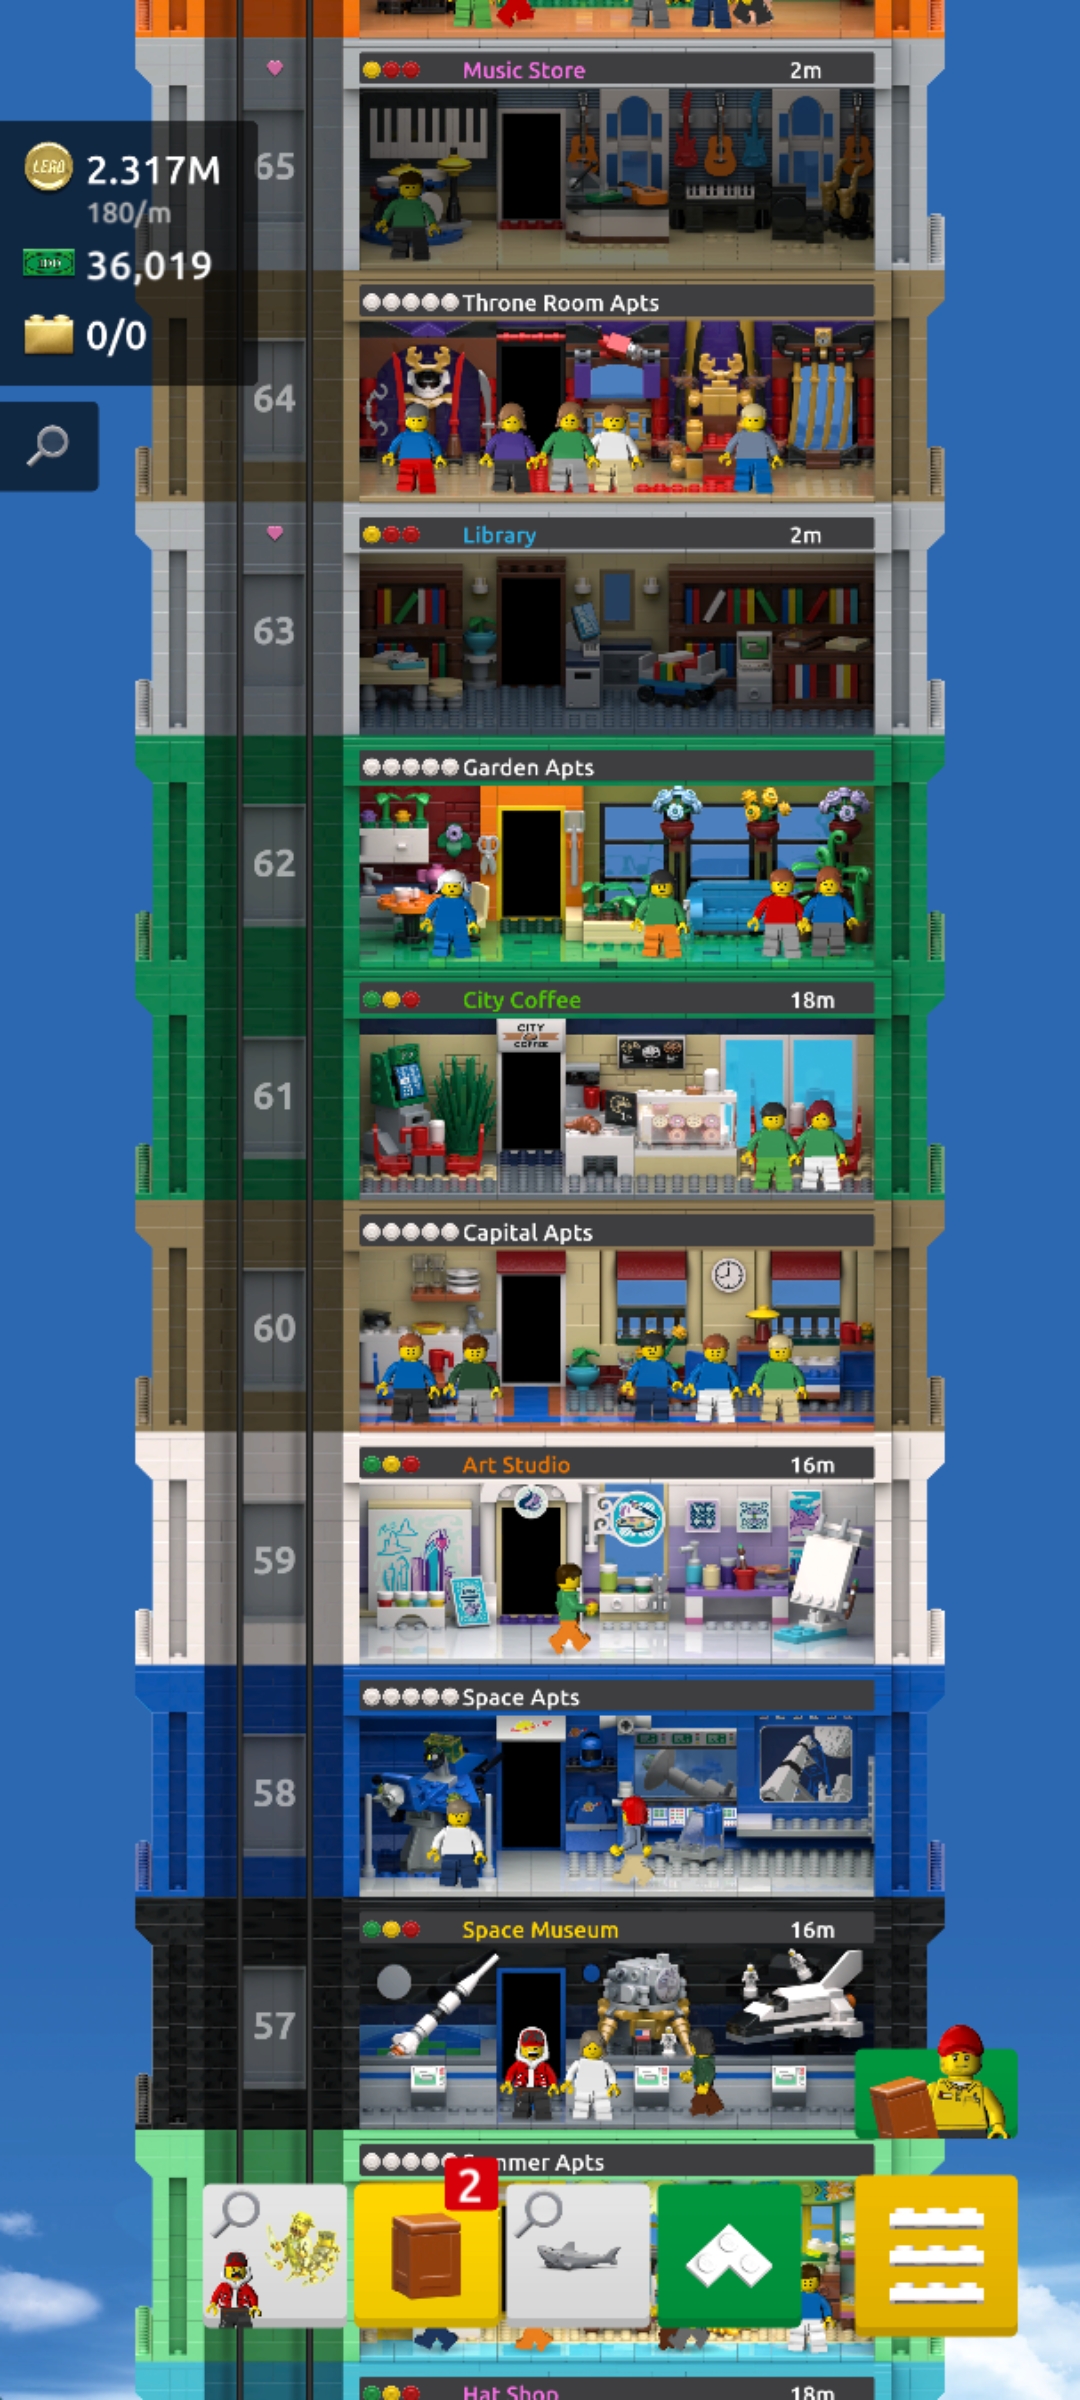 Music Store 2m
65
LEGO 2.317M
180/m
36,019
0/0
Throne Room Apts
64
Library 2m
63
Garden Apts
62
City Coffee 18m
CITY
COFFEE
61
Capital Apts
60
Art Studio 16m
59
Space Apts
58
Space Museum 16m
57
mmer Apts
2
Hat Shop 18m